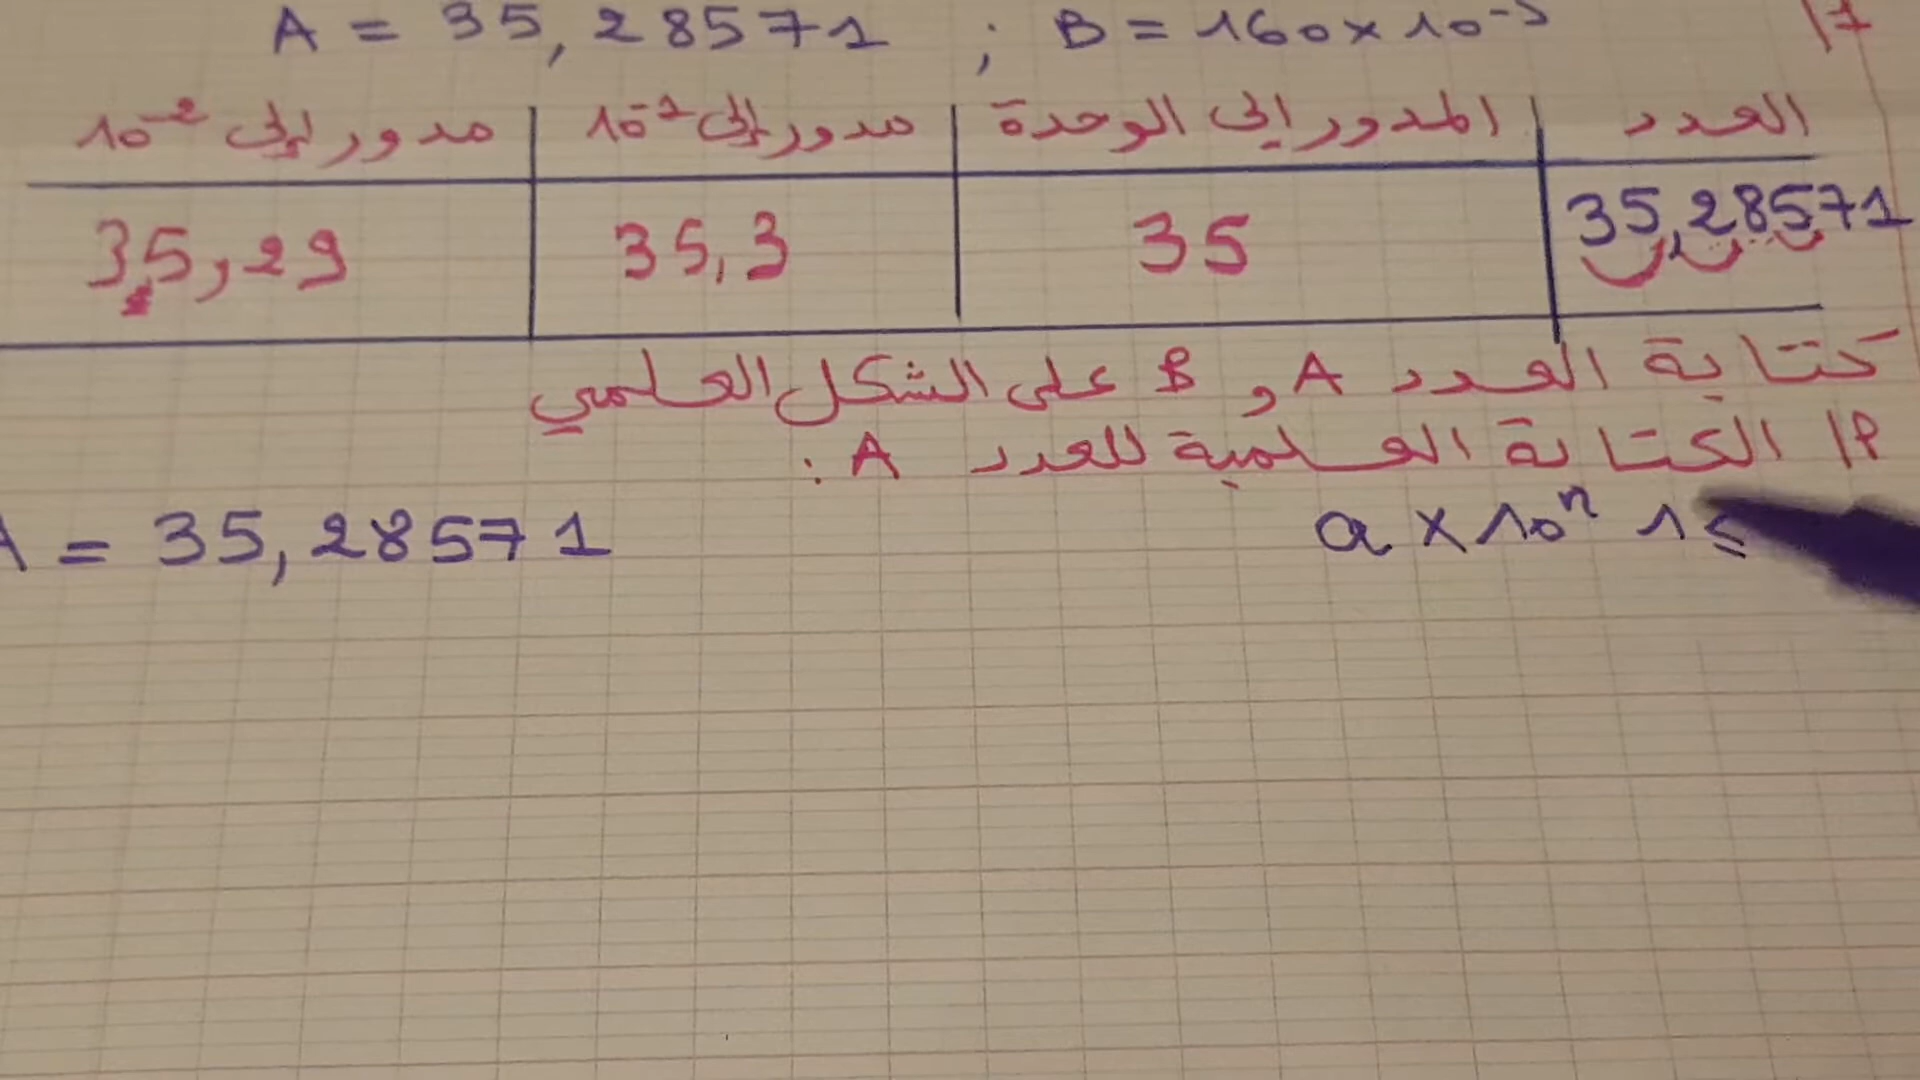 A = 35,28571 ; B = 160 × 10
العدد | المدور إلى الوحدة | مدور إلى 10⁻¹ | مدور إلى 10⁻²
35,28571 | 35 | 35,3 | 35,29
كتابة العدد A و B على الشكل العلمي
الكتابة العلمية للعدد A :
A = 35,28571
a × 10ⁿ 1 ≤